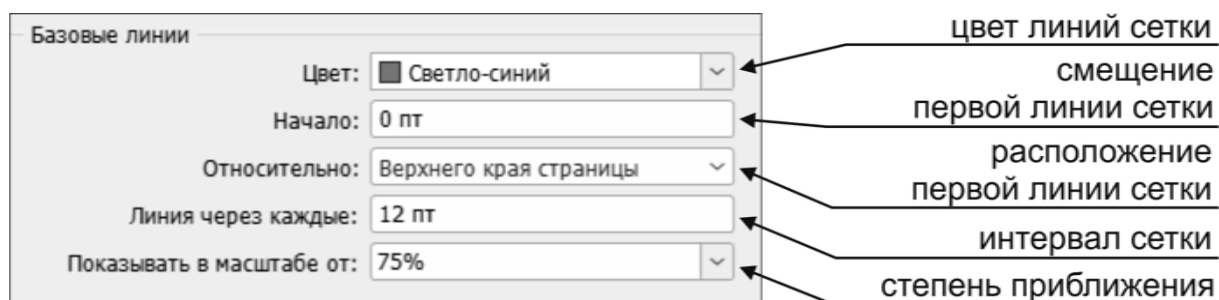 Базовые линии
Цвет: Светло-синий
Начало: 0 пт
Относительно: Верхнего края страницы
Линия через каждые: 12 пт
Показывать в масштабе от: 75%
цвет линий сетки
смещение
первой линии сетки
расположение
первой линии сетки
интервал сетки
степень приближения